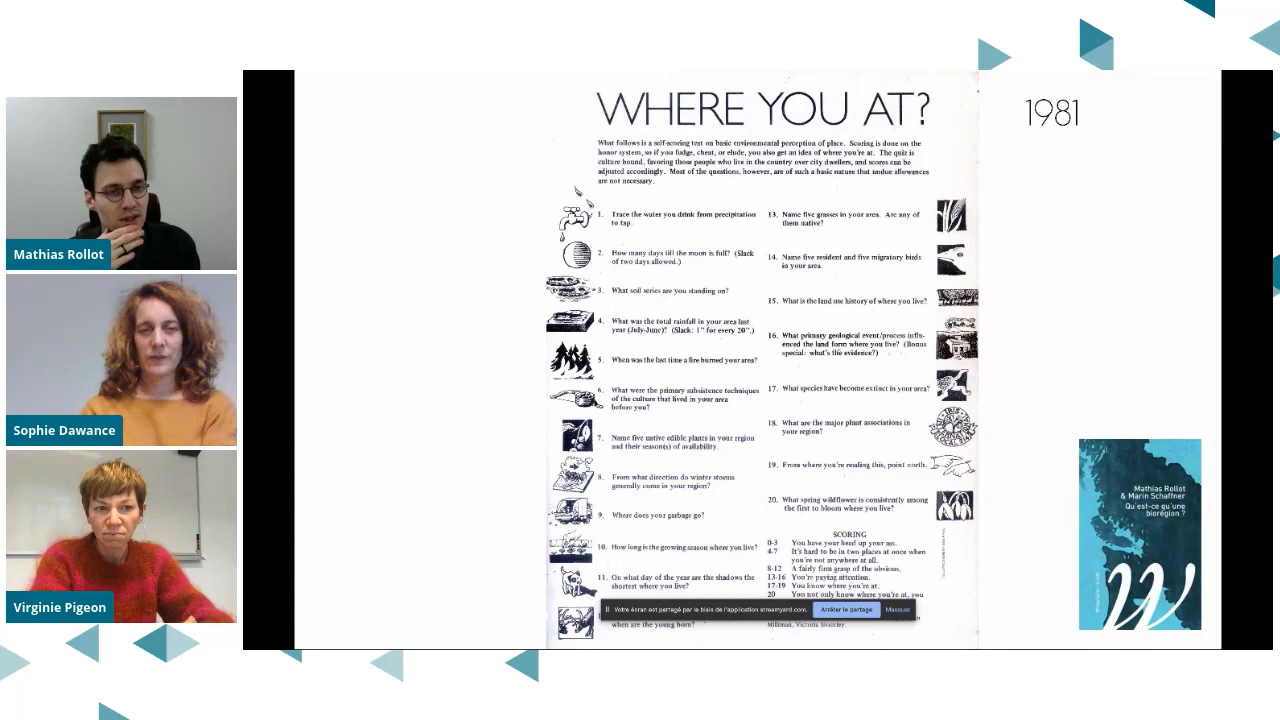 Mathias Rollot
Sophie Dawance
Virginie Pigeon
WHERE YOU AT?
What follows is a self-scoring test on basic environmental perception of place. Scoring is done on the
honor system, so if you fudge, cheat, or elude, you also get an idea of where you're at. The quiz is
culture bound, favoring those people who live in the country over city dwellers, and scores can be
adjusted accordingly. Most of the questions, however, are of such a basic nature that undue allowances
are not necessary.
1. Trace the water you drink from precipitation
to tap.
2. How many days till the moon is full? (Slack
of two days allowed.)
3. What soil series are you standing on?
4. What was the total rainfall in your area last
year (July-June)? (Slack: 1" for every 20".)
5. When was the last time a fire burned your area?
6. What were the primary subsistence techniques
of the culture that lived in your area
before you?
7. Name five native edible plants in your region
and their season(s) of availability.
8. From what direction do winter storms
generally come in your region?
9. Where does your garbage go?
10. How long is the growing season where you live?
11. On what day of the year are the shadows the
shortest where you live?
when are the young born?
13. Name five grasses in your area. Are any of
them native?
14. Name five resident and five migratory birds
in your area.
15. What is the land use history of where you live?
16. What primary geological event/process influ-
enced the land form where you live? (Bonus
special: what's the evidence?)
17. What species have become extinct in your area?
18. What are the major plant associations in
your region?
19. From where you're reading this, point north.
20. What spring wildflower is consistently among
the first to bloom where you live?
SCORING
0-3 You have your head up your ass.
4-7 It's hard to be in two places at once when
you're not anywhere at all.
8-12 A fairly firm grasp of the obvious.
13-16 You're paying attention.
17-19 You know where you're at.
20 You not only know where you're at, you
Milliman, Victoria Stockley.
Votre écran est partagé par le biais de l'application streamyard.com.
Arrêter le partage
Masquer
1981
Mathias Rollot
& Marin Schaffner
Qu'est-ce qu'une
biorégion ?
W